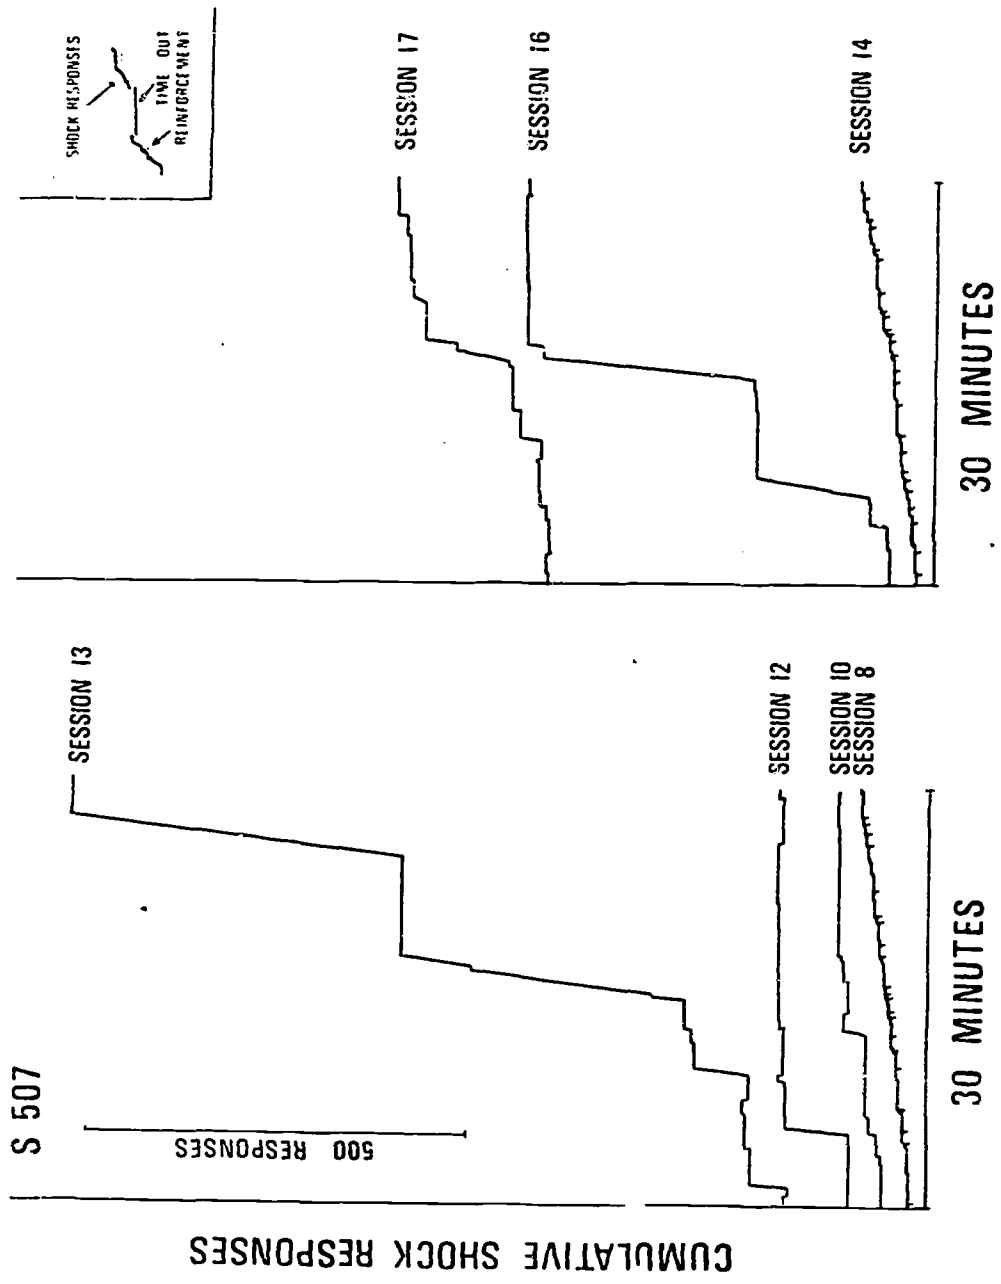 S 507
CUMULATIVE SHOCK RESPONSES
500 RESPONSES
SESSION 13
SESSION 12
SESSION 10
SESSION 8
30 MINUTES
SHOCK RESPONSES
TIME OUT
REINFORCEMENT
SESSION 17
SESSION 16
SESSION 14
30 MINUTES